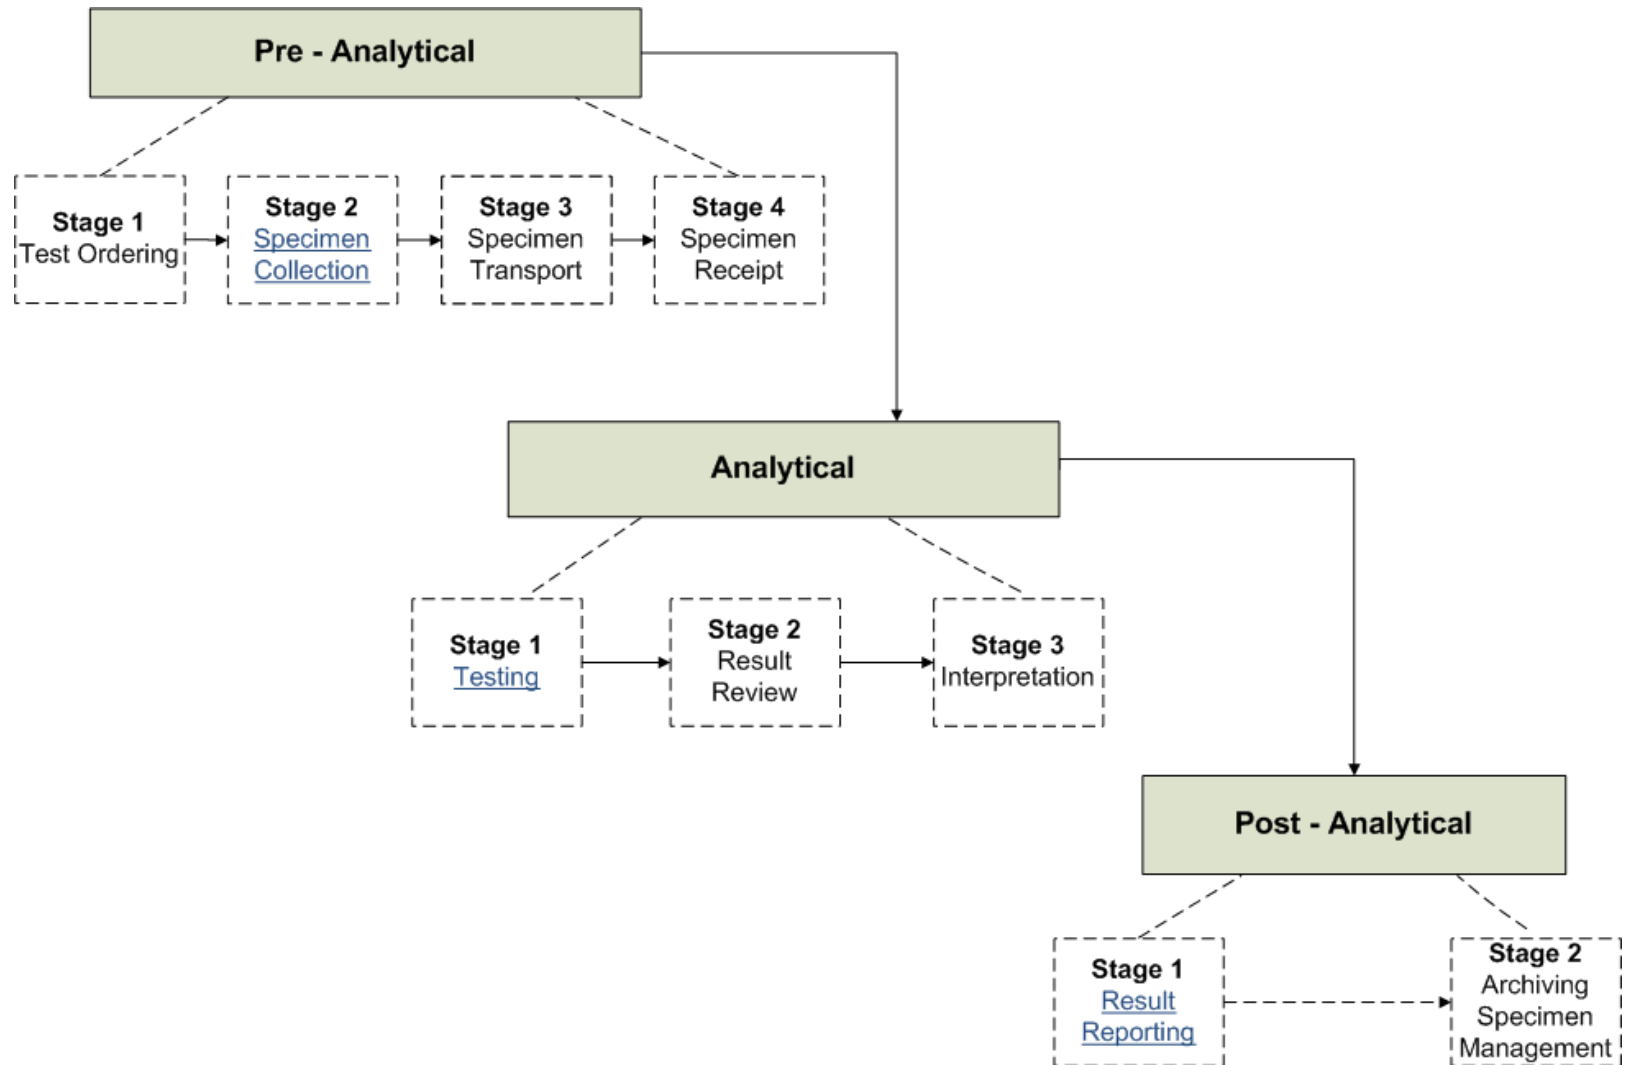 Pre - Analytical
Stage 1
Test Ordering
Stage 2
Specimen
Collection
Stage 3
Specimen
Transport
Stage 4
Specimen
Receipt
Analytical
Stage 1
Testing
Stage 2
Result
Review
Stage 3
Interpretation
Post - Analytical
Stage 1
Result
Reporting
Stage 2
Archiving
Specimen
Management